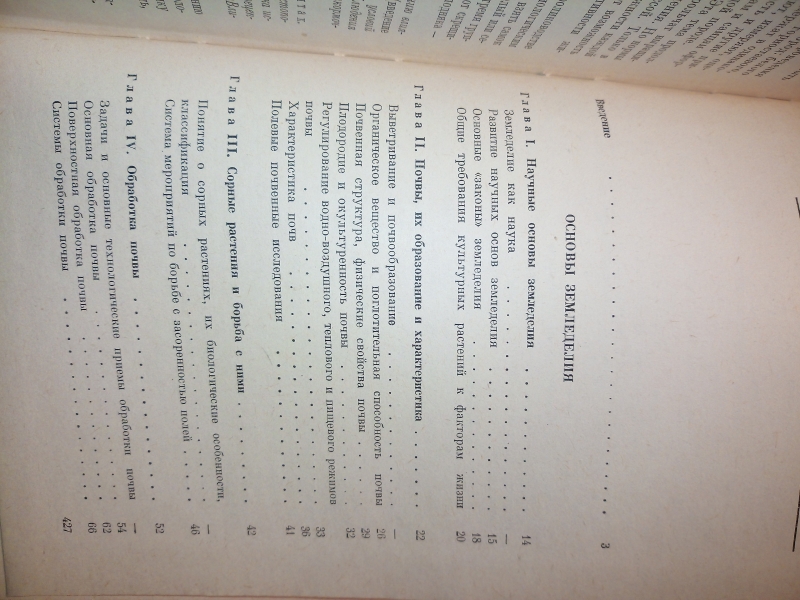 Введение . . . . . . . . . . 3
ОСНОВЫ ЗЕМЛЕДЕЛИЯ
Глава I. Научные основы земледелия . . . . . . . . 14
Земледелие как наука . . . . . . . . —
Развитие научных основ земледелия . . . . . . . 15
Основные «законы» земледелия . . . . . . . 18
Общие требования культурных растений к факторам жизни 20
Глава II. Почвы, их образование и характеристика . . . . 22
Выветривание и почвообразование . . . . . . . . —
Органическое вещество и поглотительная способность почвы 26
Почвенная структура, физические свойства почвы . . . . 29
Плодородие и окультуренность почвы . . . . . . . 32
Регулирование водно-воздушного, теплового и пищевого режимов
почвы . . . . . . . . . . . . 33
Характеристика почв . . . . . . . . . . 36
Полевые почвенные исследования . . . . . . . . 41
Глава III. Сорные растения и борьба с ними . . . . . . 42
Понятие о сорных растениях, их биологические особенности,
классификация . . . . . . . . . . . —
Система мероприятий по борьбе с засоренностью полей . . . 46
Глава IV. Обработка почвы . . . . . . . . . 52
Задачи и основные технологические приемы обработки почвы —
Основная обработка почвы . . . . . . . . . 54
Поверхностная обработка почвы . . . . . . . . 62
Системы обработки почвы . . . . . . . . . 66
427